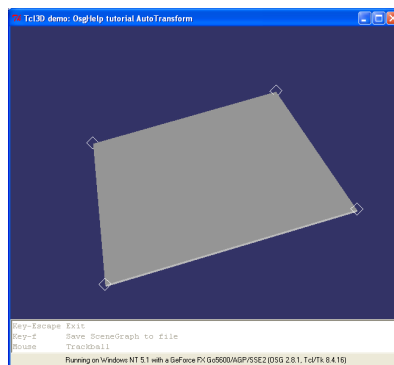 Tcl3D demo: OsgHelp tutorial AutoTransform
Key-Escape Exit
Key-f Save SceneGraph to file
Mouse Trackball
Running on Windows NT 5.1 with a GeForce FX Go5600/AGP/SSE2 (OSG 2.8.1, Tcl/Tk 8.4.16)